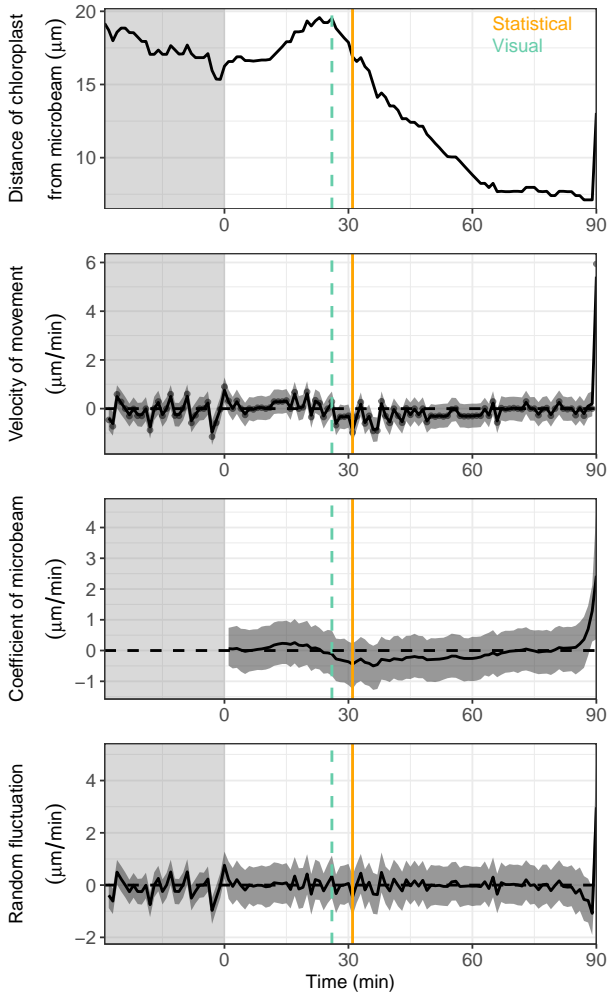 Statistical
Visual
Distance of chloroplast
from microbeam (μm)
20
15
10
0 30 60 90
Velocity of movement
(μm/min)
6
4
2
0
0 30 60 90
Coefficient of microbeam
(μm/min)
4
3
2
1
0
−1
0 30 60 90
Random fluctuation
(μm/min)
4
2
0
−2
0 30 60 90
Time (min)